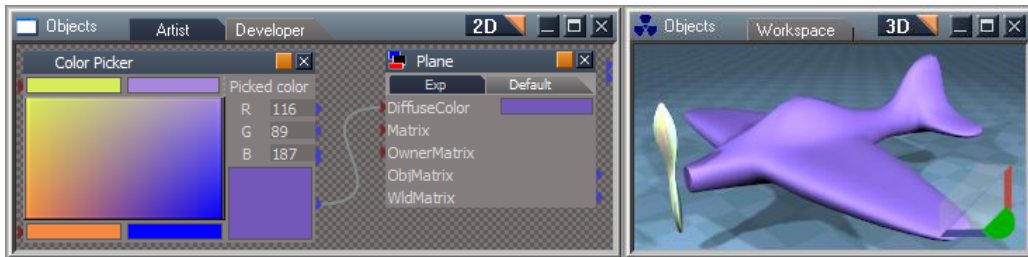 Objects Artist Developer 2D
Color Picker
Picked color
R 116
G 89
B 187
Plane
Exp Default
DiffuseColor
Matrix
OwnerMatrix
ObjMatrix
WldMatrix
Objects Workspace 3D